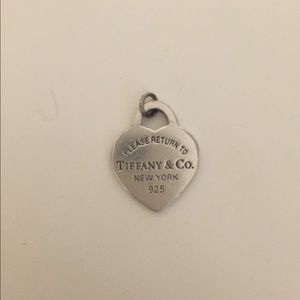 PLEASE RETURN TO
TIFFANY & CO.
NEW YORK
925